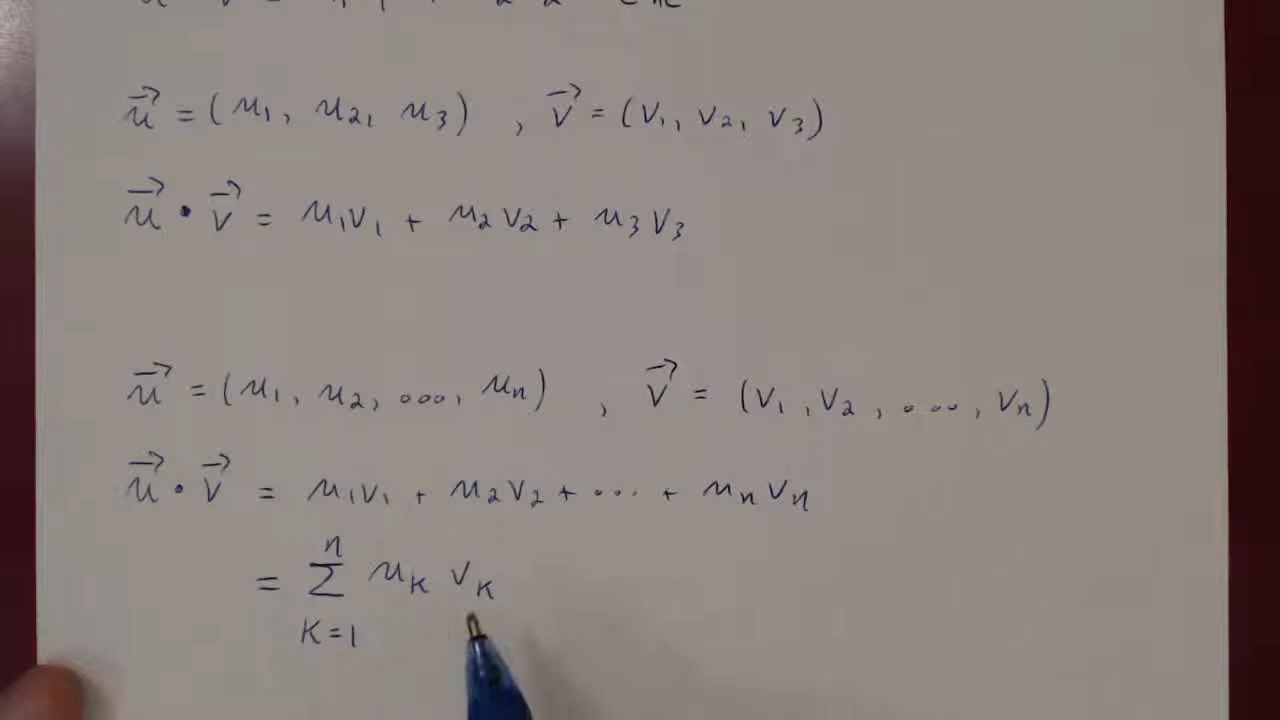 u⃗ = (u₁, u₂, u₃) , v⃗ = (v₁, v₂, v₃)
u⃗ • v⃗ = u₁v₁ + u₂v₂ + u₃v₃
u⃗ = (u₁, u₂, ...., uₙ) , v⃗ = (v₁, v₂, ...., vₙ)
u⃗ • v⃗ = u₁v₁ + u₂v₂ + ... + uₙvₙ
n
= Σ uₖ vₖ
K=1